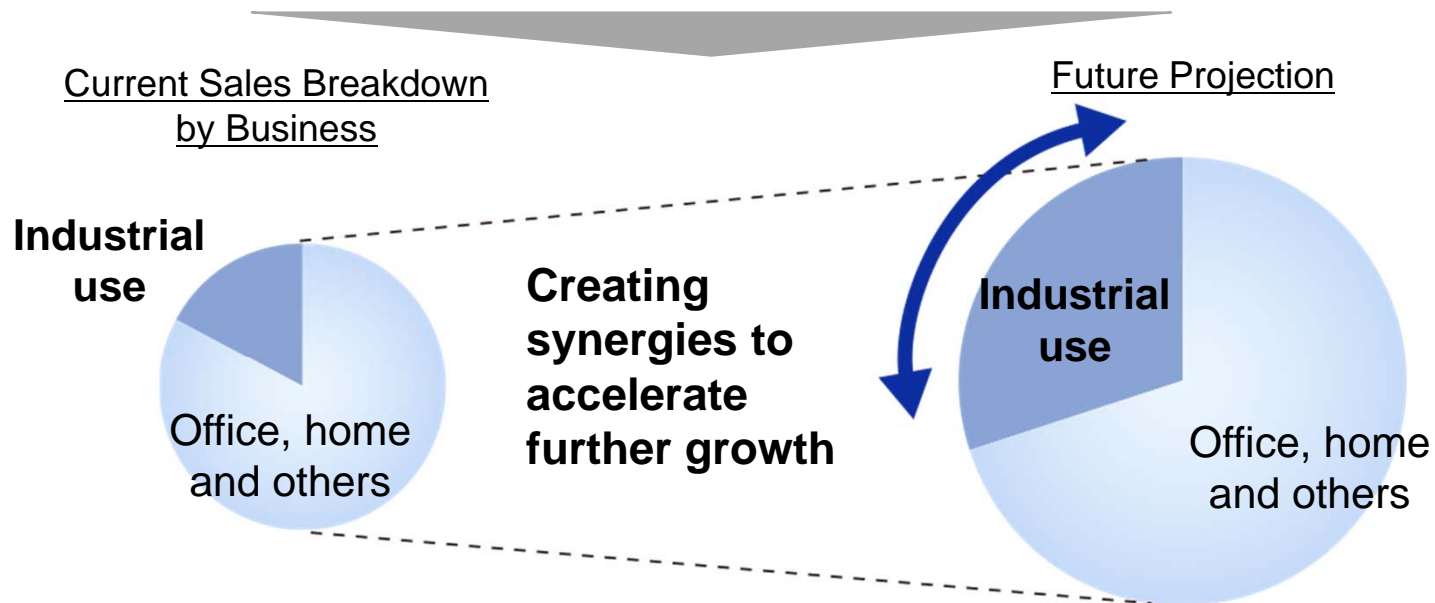 Current Sales Breakdown
by Business
Future Projection
Industrial
use
Office, home
and others
Creating
synergies to
accelerate
further growth
Industrial
use
Office, home
and others